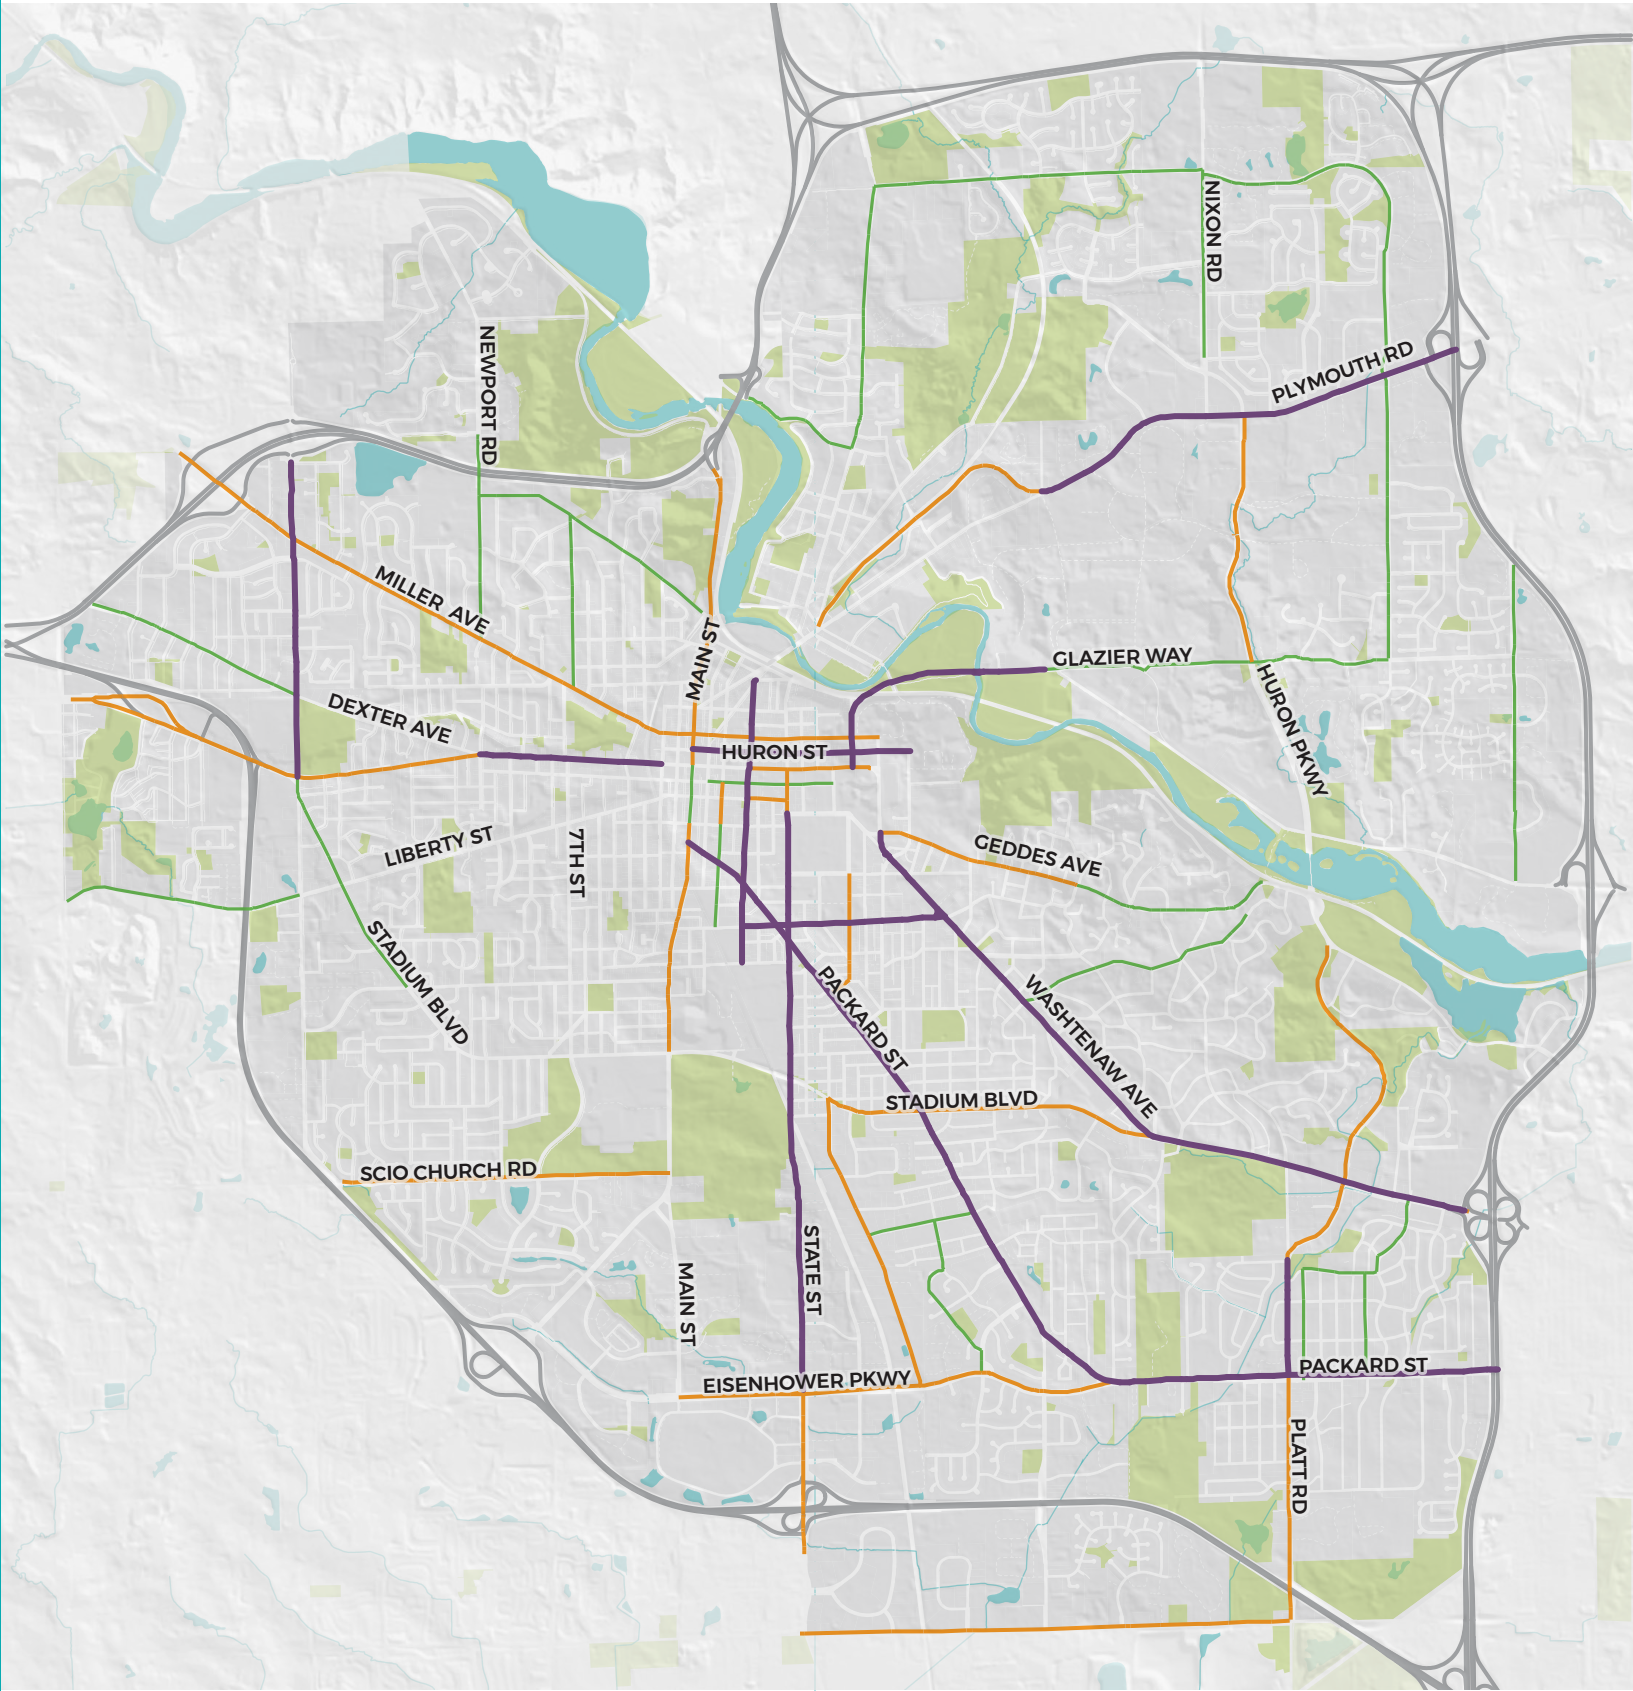 NIXON RD
NEWPORT RD
PLYMOUTH RD
MILLER AVE
MAIN ST
GLAZIER WAY
HURON PKWY
DEXTER AVE
HURON ST
LIBERTY ST
7TH ST
GEDDES AVE
STADIUM BLVD
PACKARD ST
WASHTENAW AVE
STADIUM BLVD
SCIO CHURCH RD
STATE ST
MAIN ST
EISENHOWER PKWY
PACKARD ST
PLATT RD